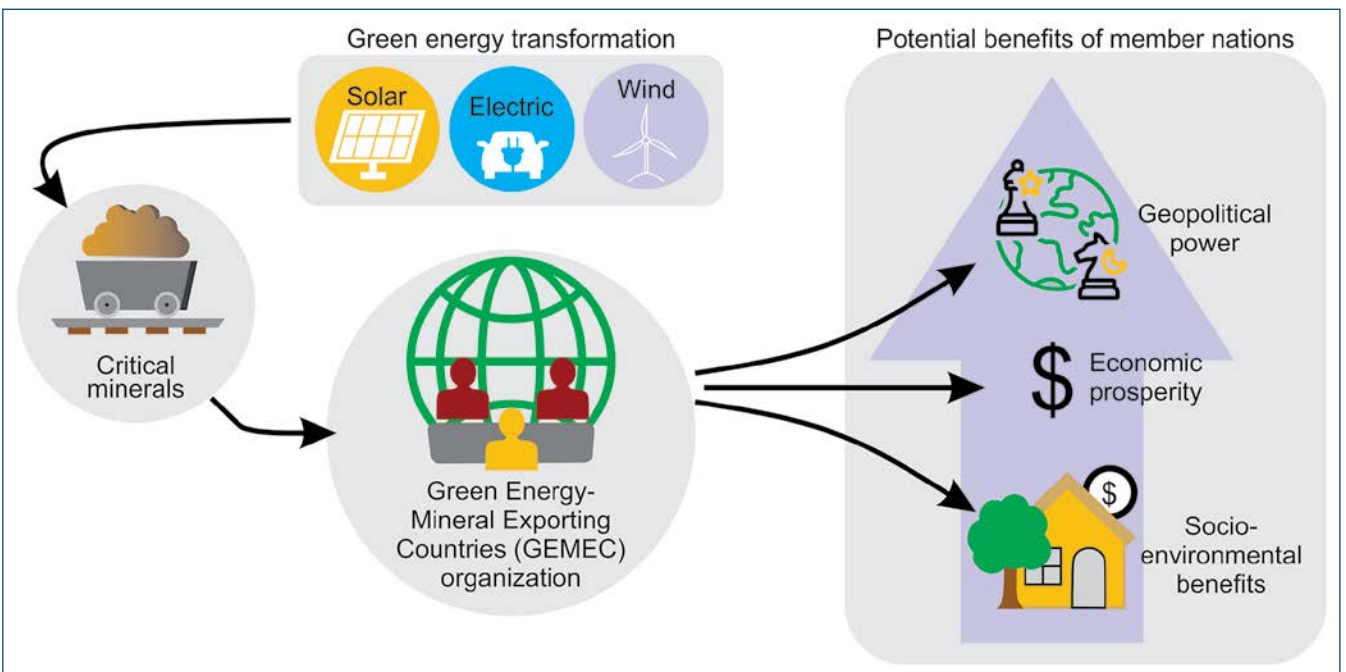 Green energy transformation
Solar
Electric
Wind
Critical
minerals
Green Energy-
Mineral Exporting
Countries (GEMEC)
organization
Potential benefits of member nations
Geopolitical
power
$ Economic
prosperity
$
Socio-
environmental
benefits